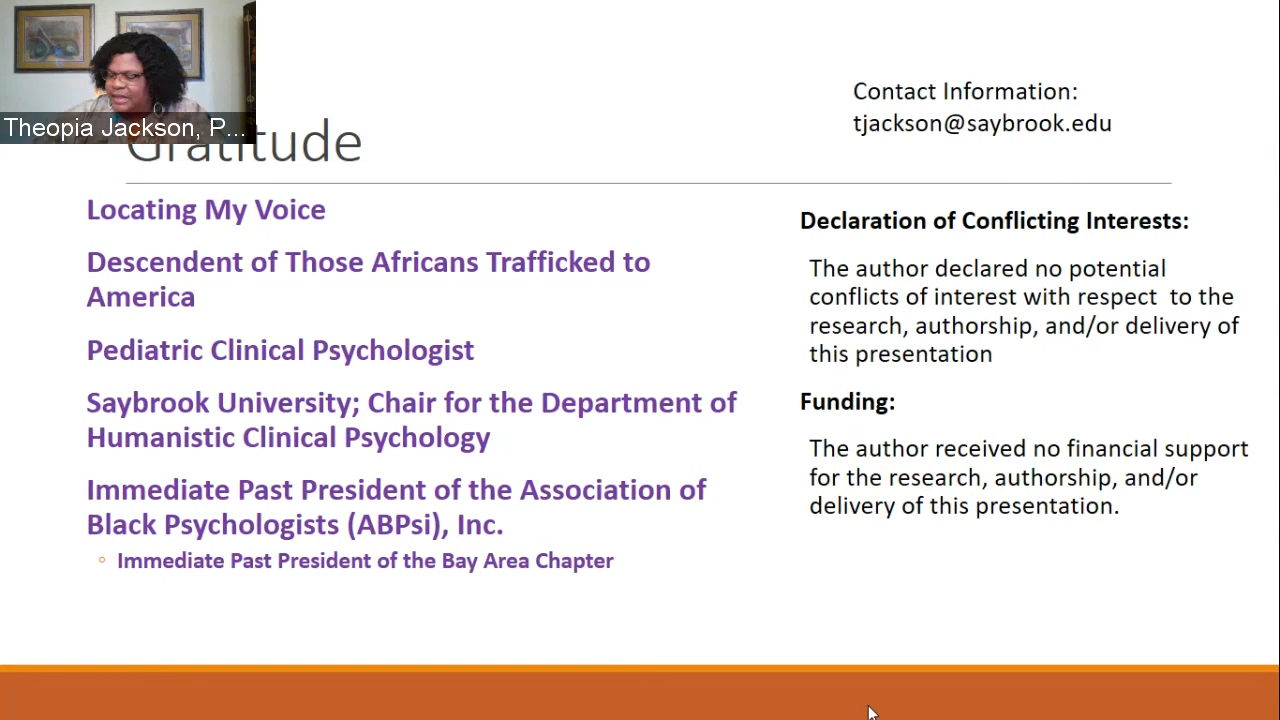 Theopia Jackson, P...
Gratitude
Contact Information:
tjackson@saybrook.edu
Locating My Voice
Descendent of Those Africans Trafficked to
America
Pediatric Clinical Psychologist
Saybrook University; Chair for the Department of
Humanistic Clinical Psychology
Immediate Past President of the Association of
Black Psychologists (ABPsi), Inc.
◦ Immediate Past President of the Bay Area Chapter
Declaration of Conflicting Interests:
The author declared no potential
conflicts of interest with respect to the
research, authorship, and/or delivery of
this presentation
Funding:
The author received no financial support
for the research, authorship, and/or
delivery of this presentation.